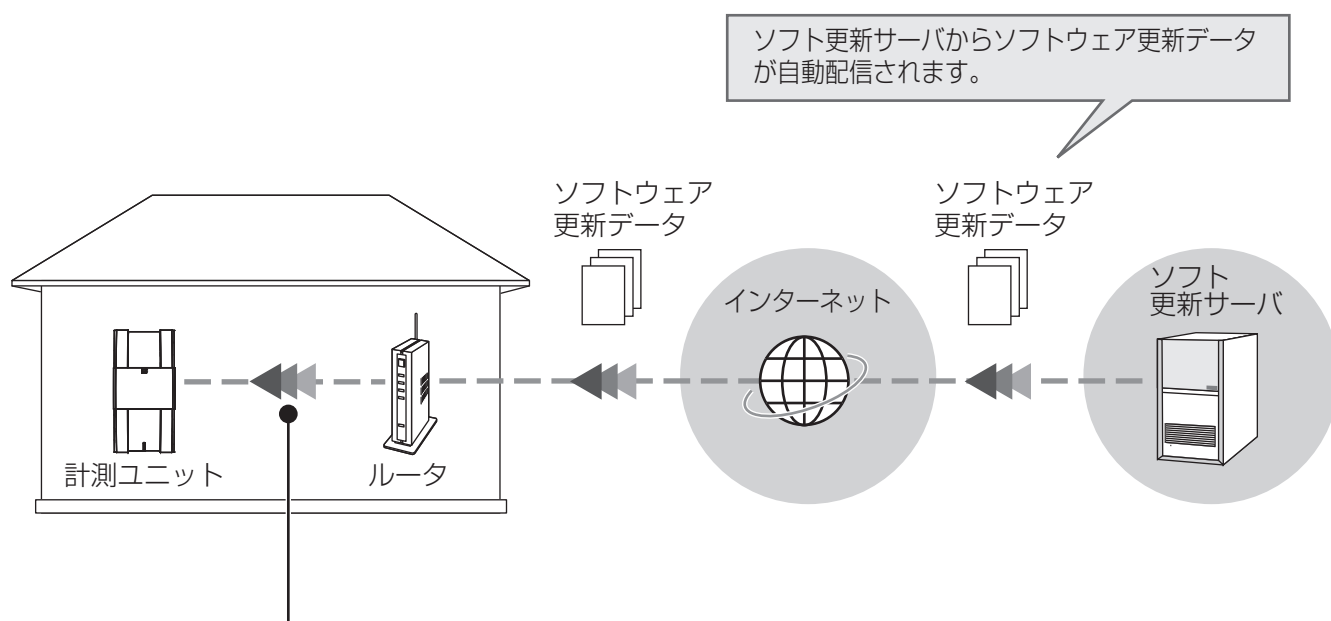 ソフト更新サーバからソフトウェア更新データ
が自動配信されます。
ソフトウェア
更新データ
ソフトウェア
更新データ
インターネット
ソフト
更新サーバ
計測ユニット
ルータ